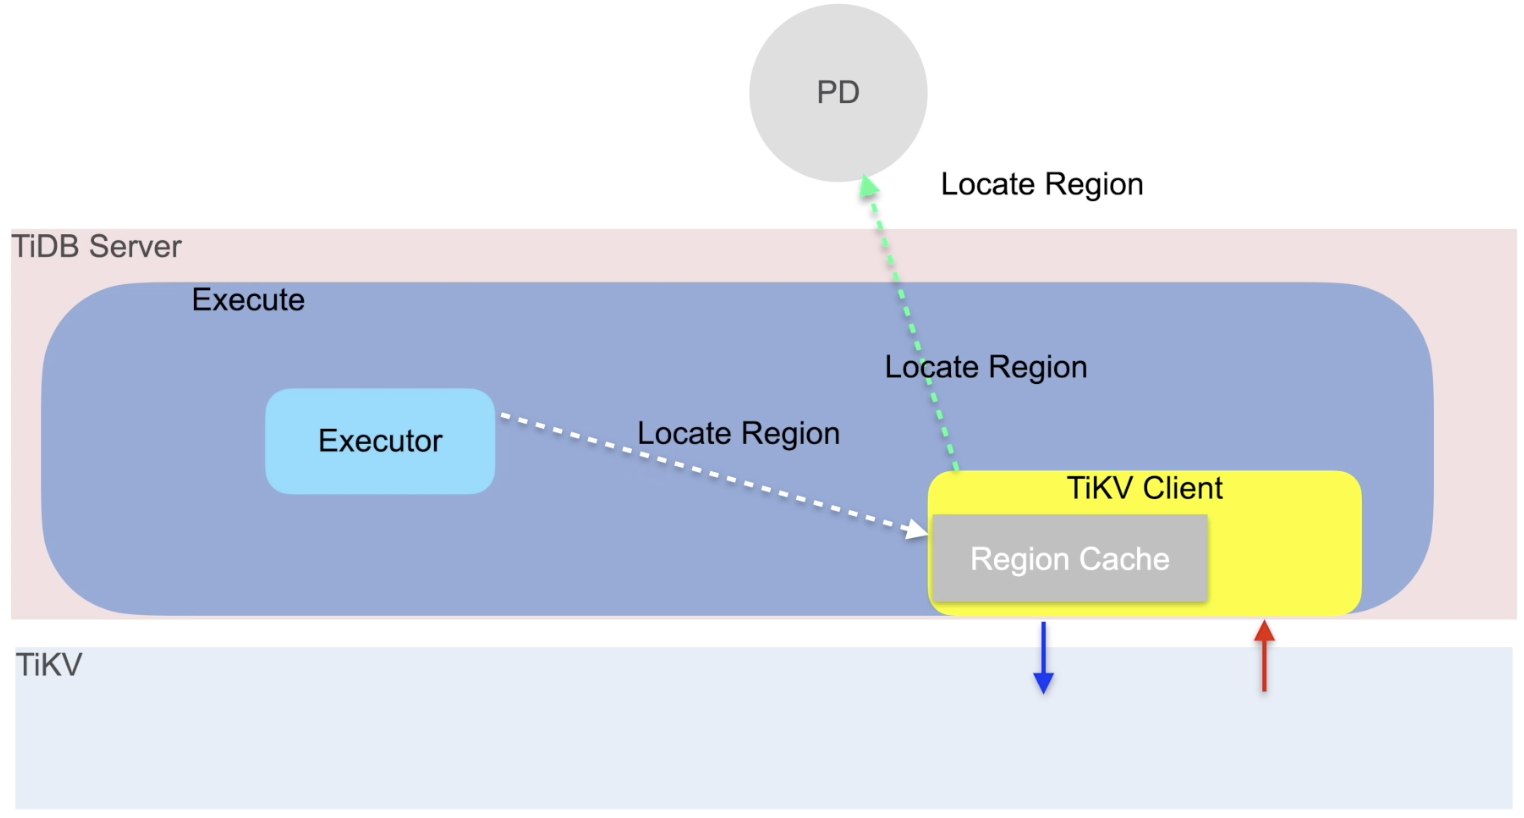 PD
Locate Region
TiDB Server
Execute
Locate Region
Executor
Locate Region
TiKV Client
Region Cache
TiKV